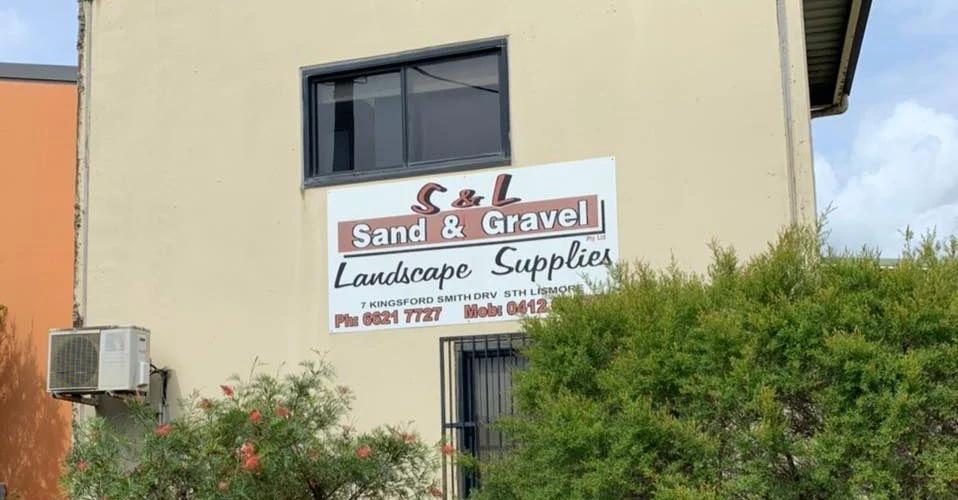 S & L
Sand & Gravel
Pty Ltd
Landscape Supplies
7 KINGSFORD SMITH DRV STH LISMORE
Ph: 6621 7727 Mob: 0412